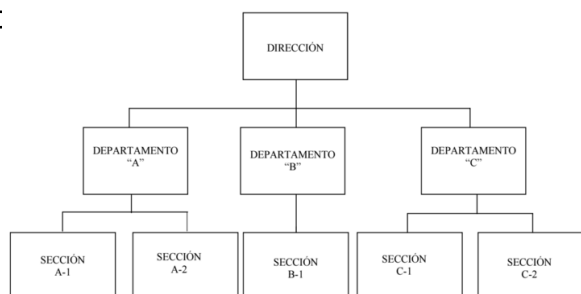 DIRECCIÓN
DEPARTAMENTO
“A”
DEPARTAMENTO
“B”
DEPARTAMENTO
“C”
SECCIÓN
A-1
SECCIÓN
A-2
SECCIÓN
B-1
SECCIÓN
C-1
SECCIÓN
C-2